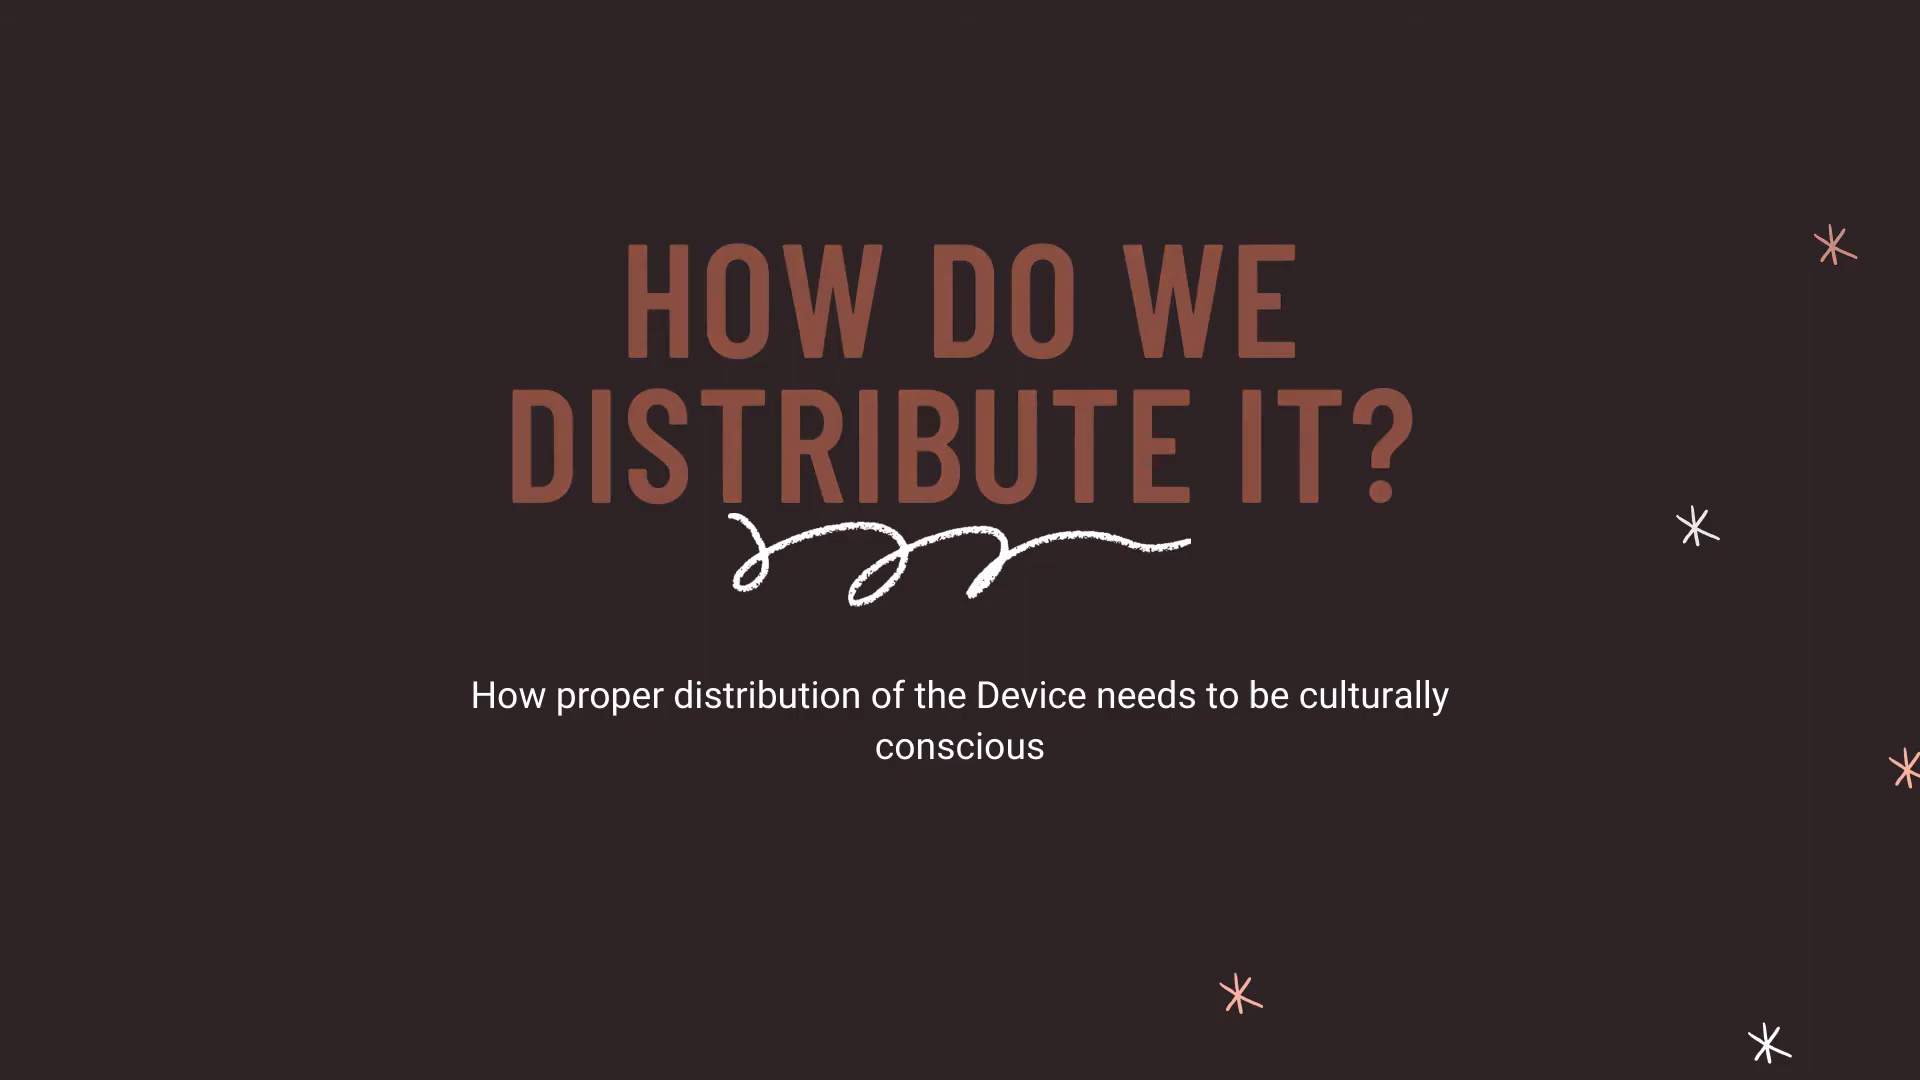 HOW DO WE
DISTRIBUTE IT?
How proper distribution of the Device needs to be culturally
conscious